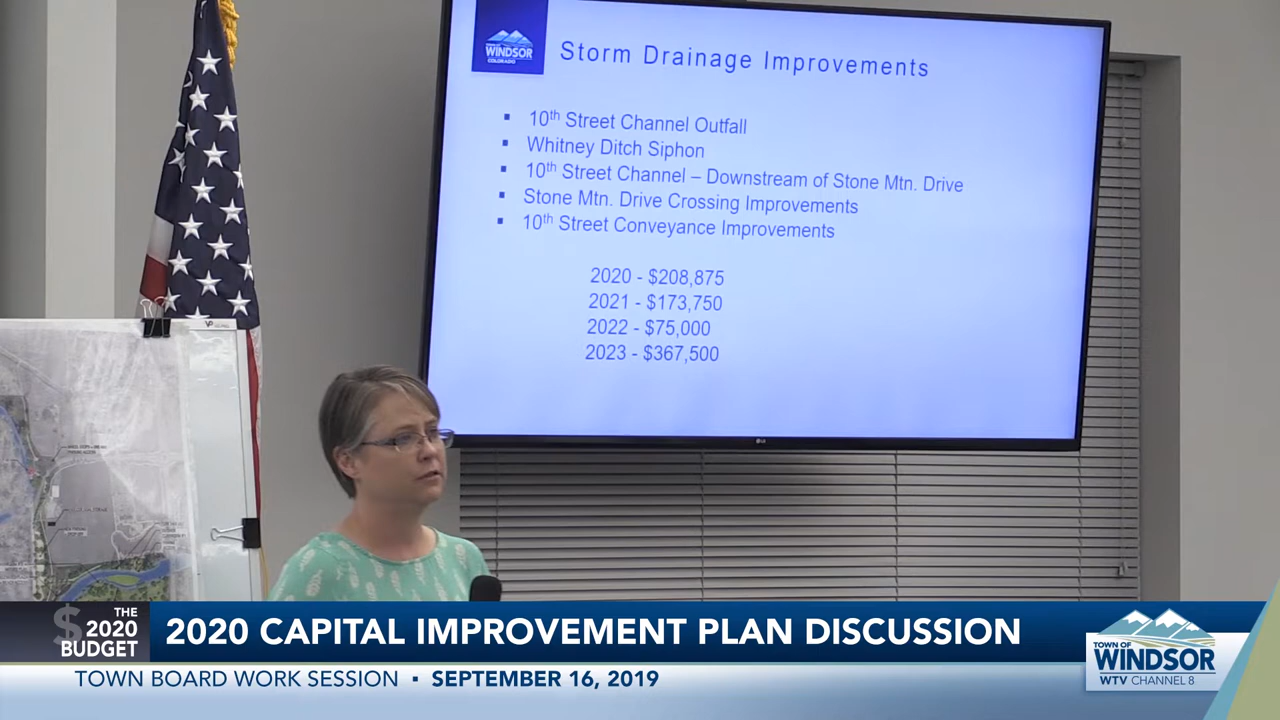 WINDSOR
COLORADO
Storm Drainage Improvements
▪ 10th Street Channel Outfall
▪ Whitney Ditch Siphon
▪ 10th Street Channel – Downstream of Stone Mtn. Drive
▪ Stone Mtn. Drive Crossing Improvements
▪ 10th Street Conveyance Improvements
2020 - $208,875
2021 - $173,750
2022 - $75,000
2023 - $367,500
LG
$ THE
2020
BUDGET
2020 CAPITAL IMPROVEMENT PLAN DISCUSSION
TOWN BOARD WORK SESSION ▪ SEPTEMBER 16, 2019
TOWN OF
WINDSOR
WTV CHANNEL 8